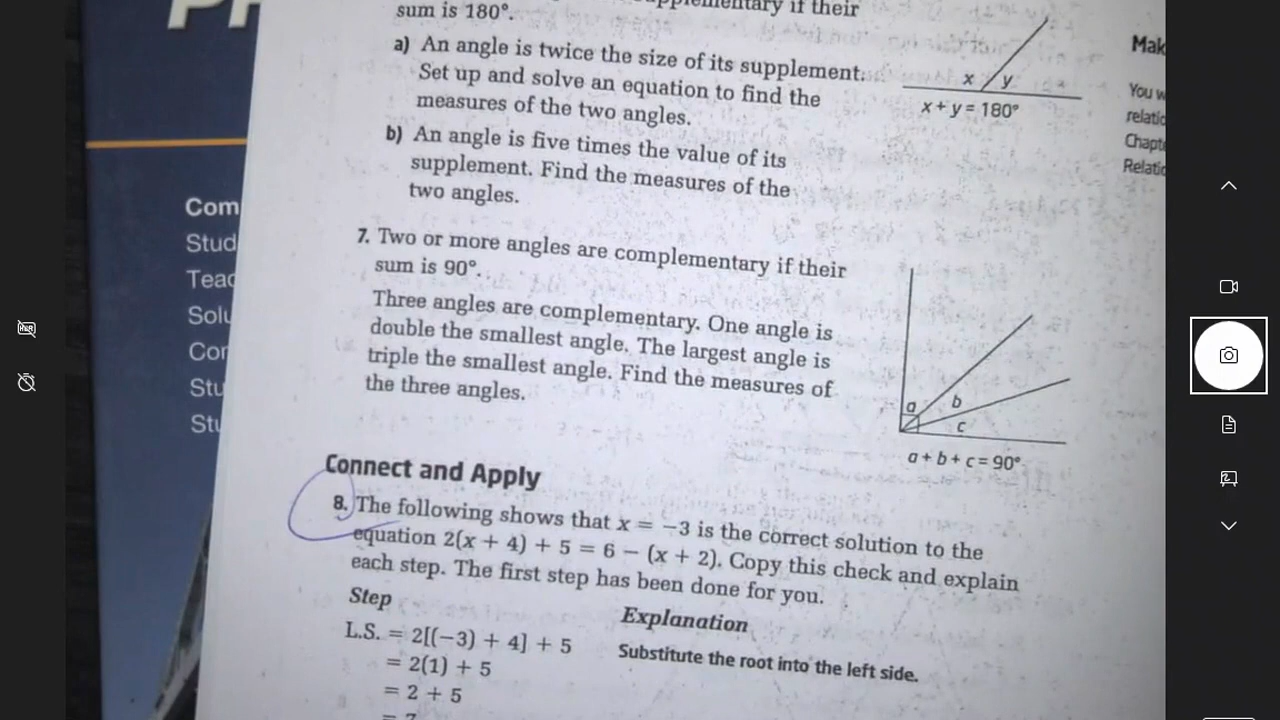 Com
Stud
Teac
Solu
Cor
Stu
Stu
supplementary if their
sum is 180°.
a) An angle is twice the size of its supplement.
Set up and solve an equation to find the
measures of the two angles.
b) An angle is five times the value of its
supplement. Find the measures of the
two angles.
x y
x + y = 180°
Mak
You w
relatio
Chapt
Relatio
7. Two or more angles are complementary if their
sum is 90°.
Three angles are complementary. One angle is
double the smallest angle. The largest angle is
triple the smallest angle. Find the measures of
the three angles.
a
b
c
a + b + c = 90°
Connect and Apply
8. The following shows that x = −3 is the correct solution to the
equation 2(x + 4) + 5 = 6 − (x + 2). Copy this check and explain
each step. The first step has been done for you.
Step
Explanation
L.S. = 2[(−3) + 4] + 5
Substitute the root into the left side.
= 2(1) + 5
= 2 + 5
= 7